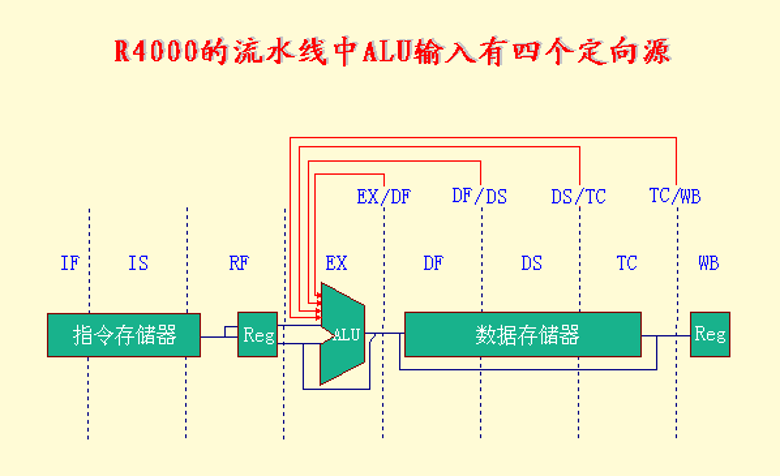 R4000的流水线中ALU输入有四个定向源
EX/DF DF/DS DS/TC TC/WB
IF IS RF EX DF DS TC WB
指令存储器 Reg ALU 数据存储器 Reg